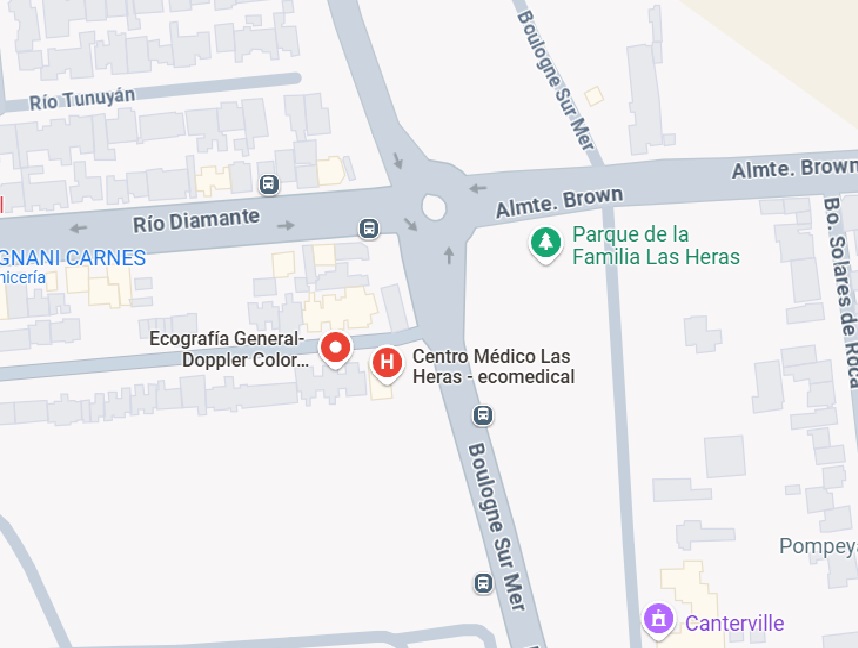 Boulogne Sur Mer
Río Tunuyán
Almte. Brown
Almte. Brown
Río Diamante
Bo. Solares de Roca
GNANI CARNES
nicería
Parque de la
Familia Las Heras
Ecografía General-
Doppler Color...
H
Centro Médico Las
Heras - ecomedical
Boulogne Sur Mer
Pompeya
Canterville